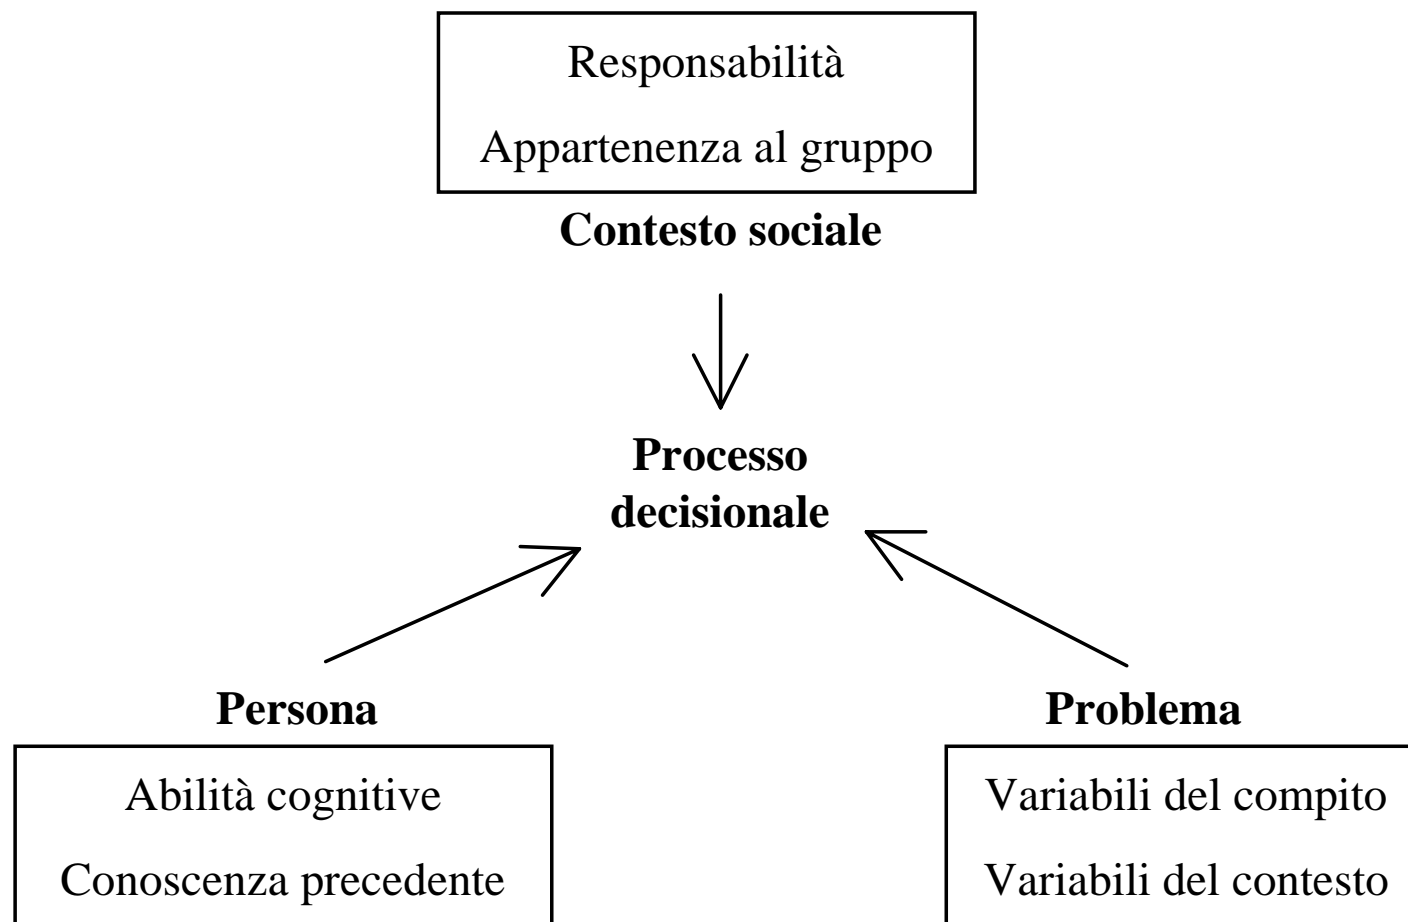 Responsabilità
Appartenenza al gruppo
Contesto sociale
Processo
decisionale
Persona
Abilità cognitive
Conoscenza precedente
Problema
Variabili del compito
Variabili del contesto